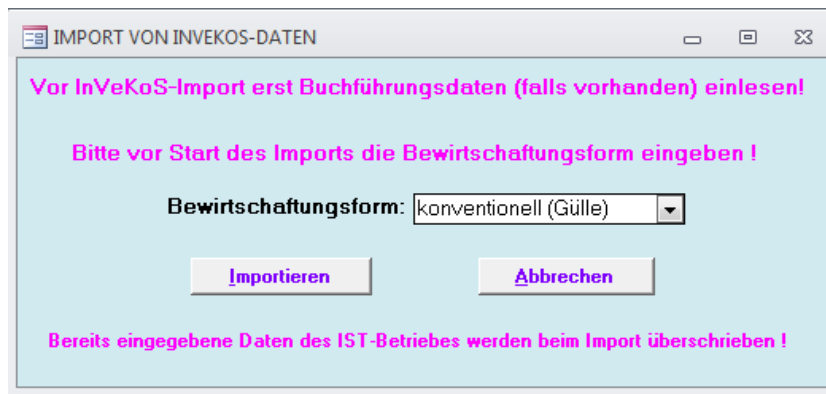 IMPORT VON INVEKOS-DATEN
Vor InVeKoS-Import erst Buchführungsdaten (falls vorhanden) einlesen!
Bitte vor Start des Imports die Bewirtschaftungsform eingeben !
Bewirtschaftungsform: konventionell (Gülle)
Importieren Abbrechen
Bereits eingegebene Daten des IST-Betriebes werden beim Import überschrieben !